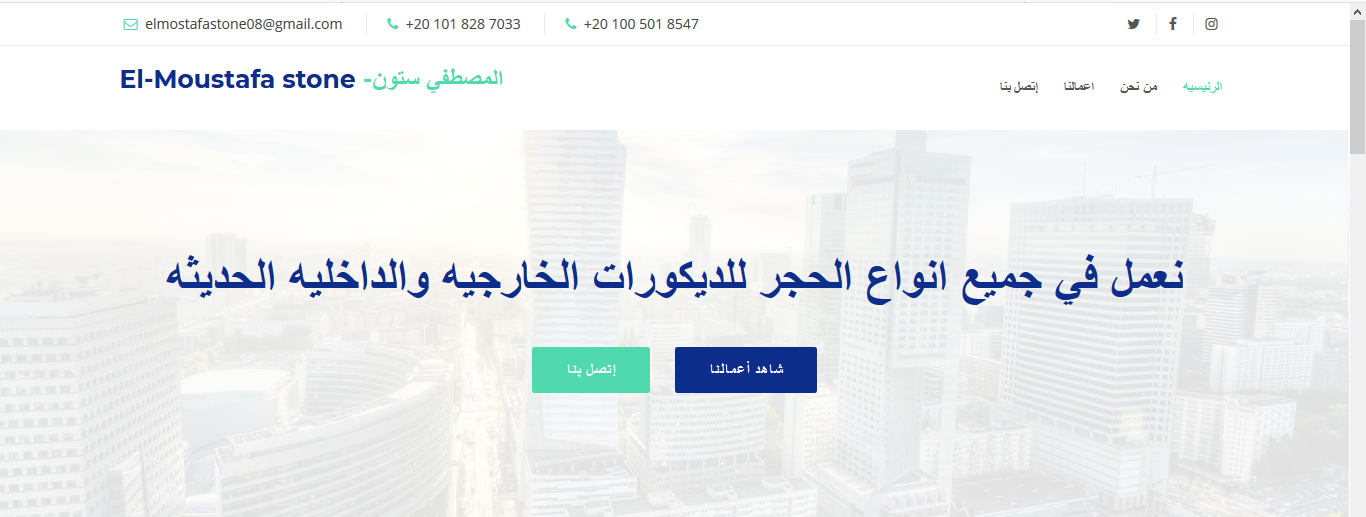 elmostafastone08@gmail.com +20 101 828 7033 +20 100 501 8547
El-Moustafa stone -المصطفي ستون
الرئيسيه من نحن اعمالنا إتصل بنا
نعمل في جميع انواع الحجر للديكورات الخارجيه والداخليه الحديثه
شاهد أعمالنا إتصل بنا